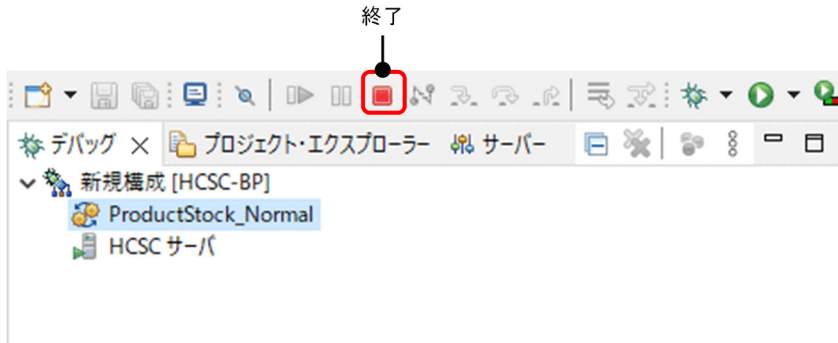 終了
デバッグ プロジェクト・エクスプローラー サーバー
新規構成 [HCSC-BP]
ProductStock_Normal
HCSC サーバ